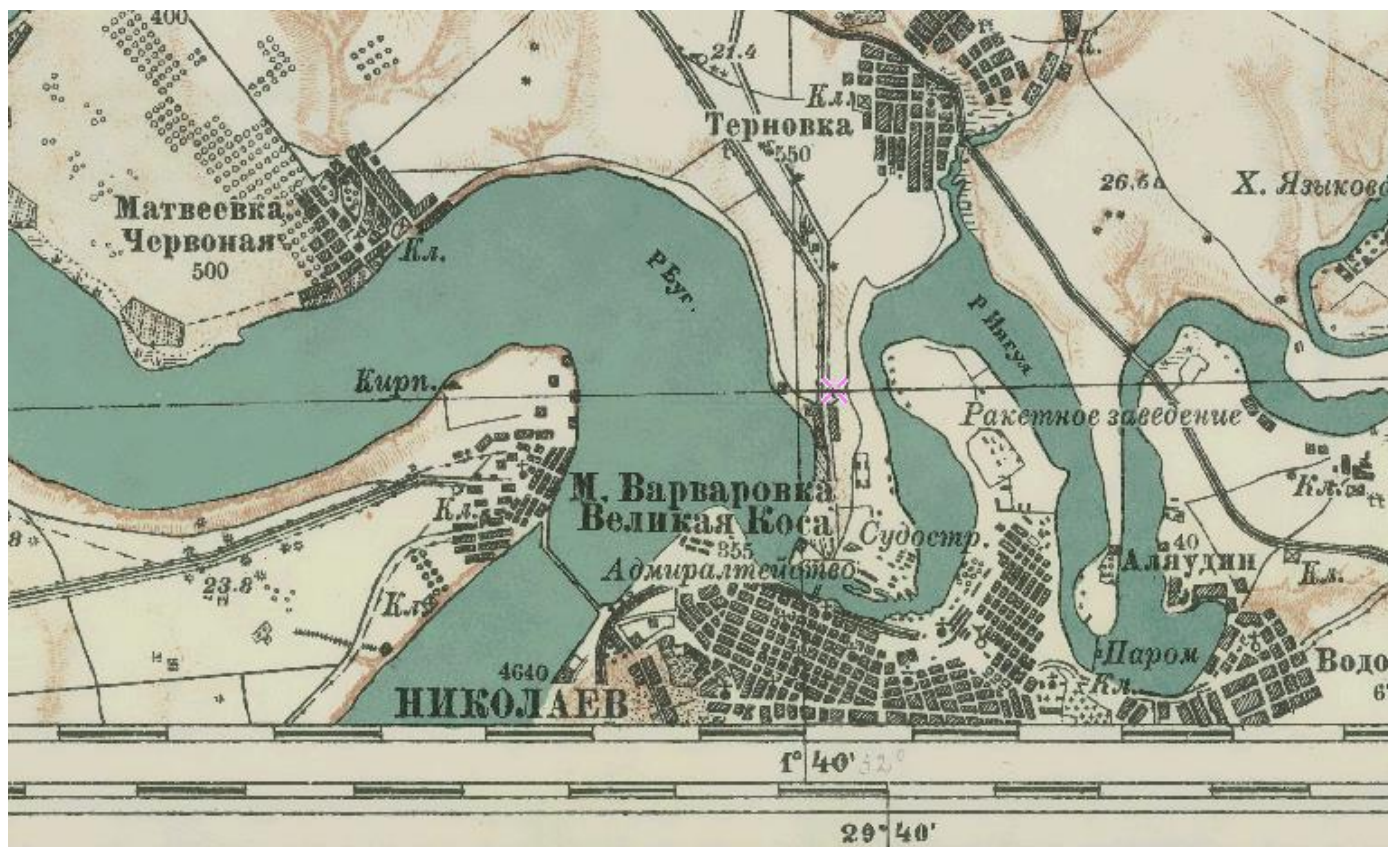 400
21.4
К.
Кл.
Терновка
550
26.6
Х. Языково
Матвеевка
Червоная
500
Кл.
р. Буг.
р. Ингул
Кирп.
Ракетное заведение
М. Варваровка
Великая Коса
355
Кл.
Кл.
Судостр.
Адмиралтейство
40
Аляудин
Кл.
23.8
Кл.
4640
НИКОЛАЕВ
Паром
Кл.
Водо
6
1° 40' 32°
29° 40'